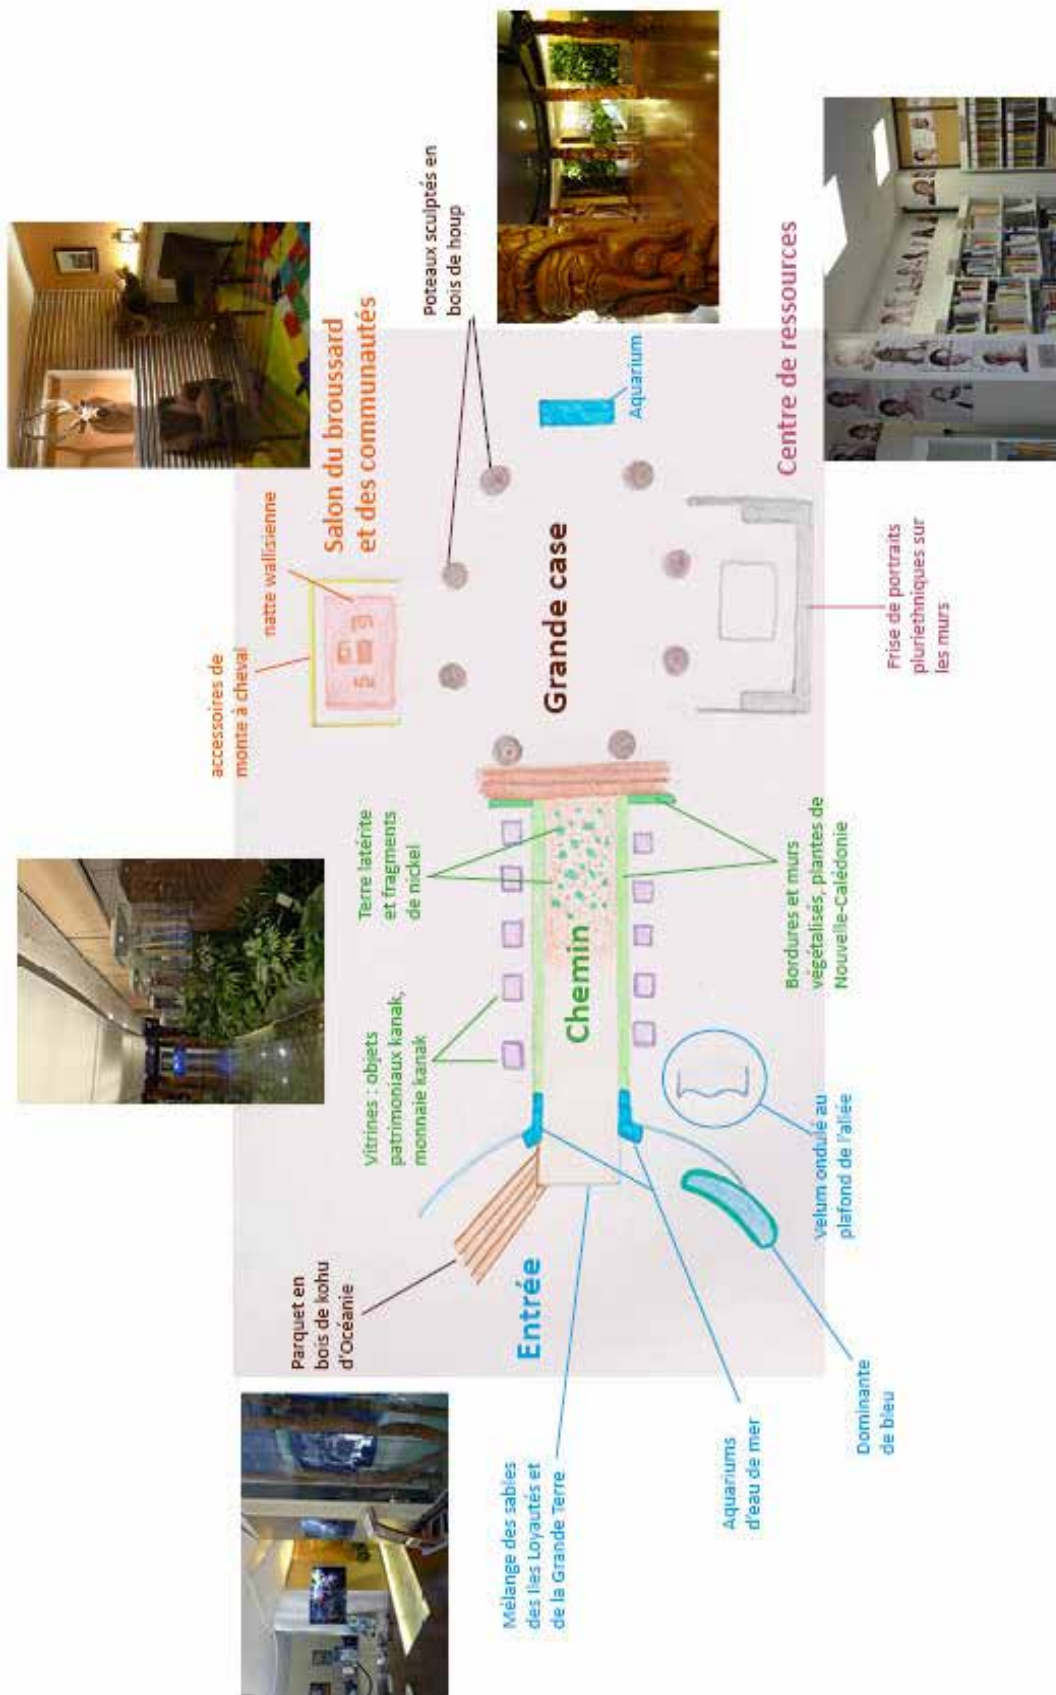 Mélange des sables
des Iles Loyautés et
de la Grande Terre
Parquet en
bois de kohu
d'Océanie
Entrée
Aquariums
d'eau de mer
Dominante
de bleu
Vitrines : objets
patrimoniaux kanak,
monnaie kanak
Terre latérite
et fragments
de nickel
Chemin
Velum ondulé au
plafond de l'allée
Bordures et murs
végétalisés, plantes de
Nouvelle-Calédonie
accessoires de
monte à cheval
natte wallisienne
Salon du broussard
et des communautés
Grande case
Poteaux sculptés en
bois de houp
Aquarium
Centre de ressources
Frise de portraits
pluriethniques sur
les murs